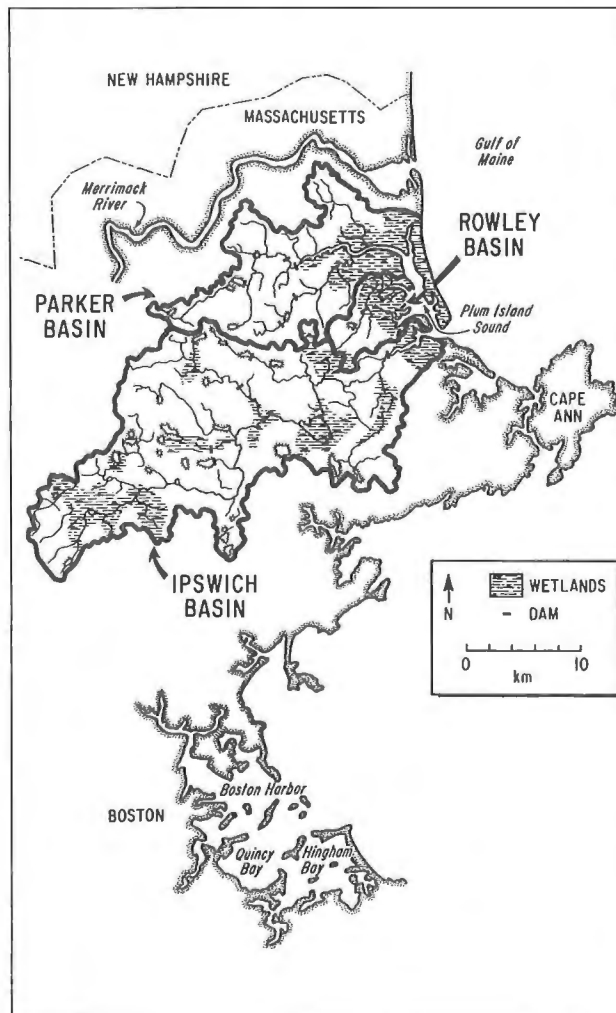 NEW HAMPSHIRE
MASSACHUSETTS
Gulf of
Maine
Merrimack
River
ROWLEY
BASIN
PARKER
BASIN
Plum Island
Sound
CAPE
ANN
IPSWICH
BASIN
N
WETLANDS
- DAM
0 10
km
Boston Harbor
BOSTON
Quincy
Bay
Hingham
Bay